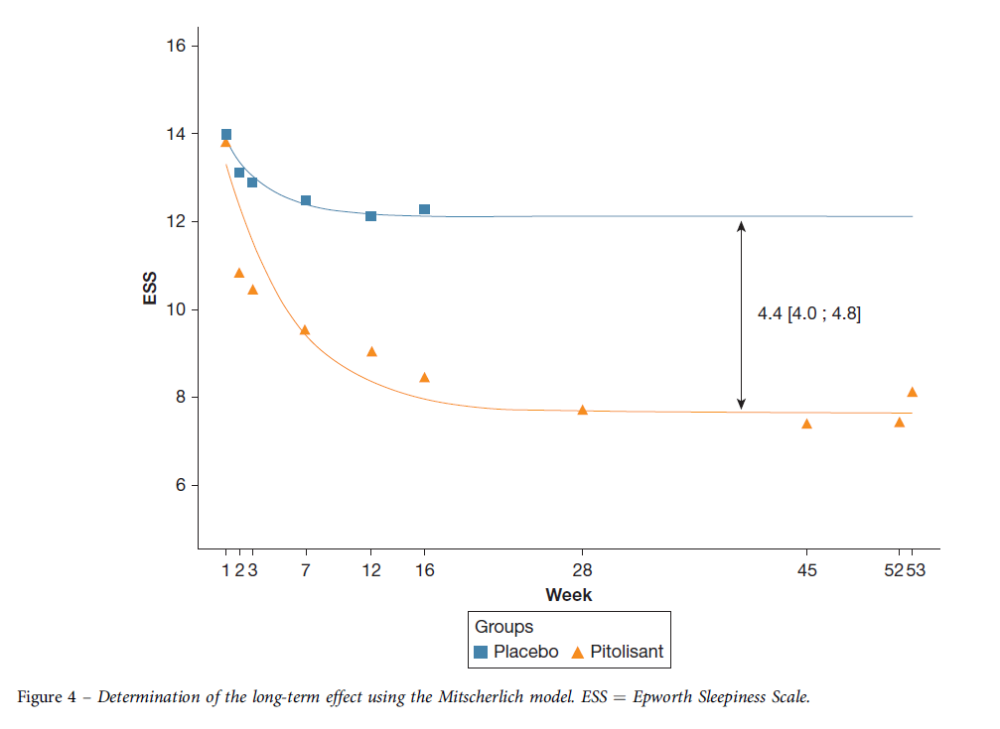 16
14
12
10
8
6
ESS
4.4 [4.0 ; 4.8]
1 2 3 7 12 16 28 45 52 53
Week
Groups
Placebo Pitolisant
Figure 4 – Determination of the long-term effect using the Mitscherlich model. ESS = Epworth Sleepiness Scale.